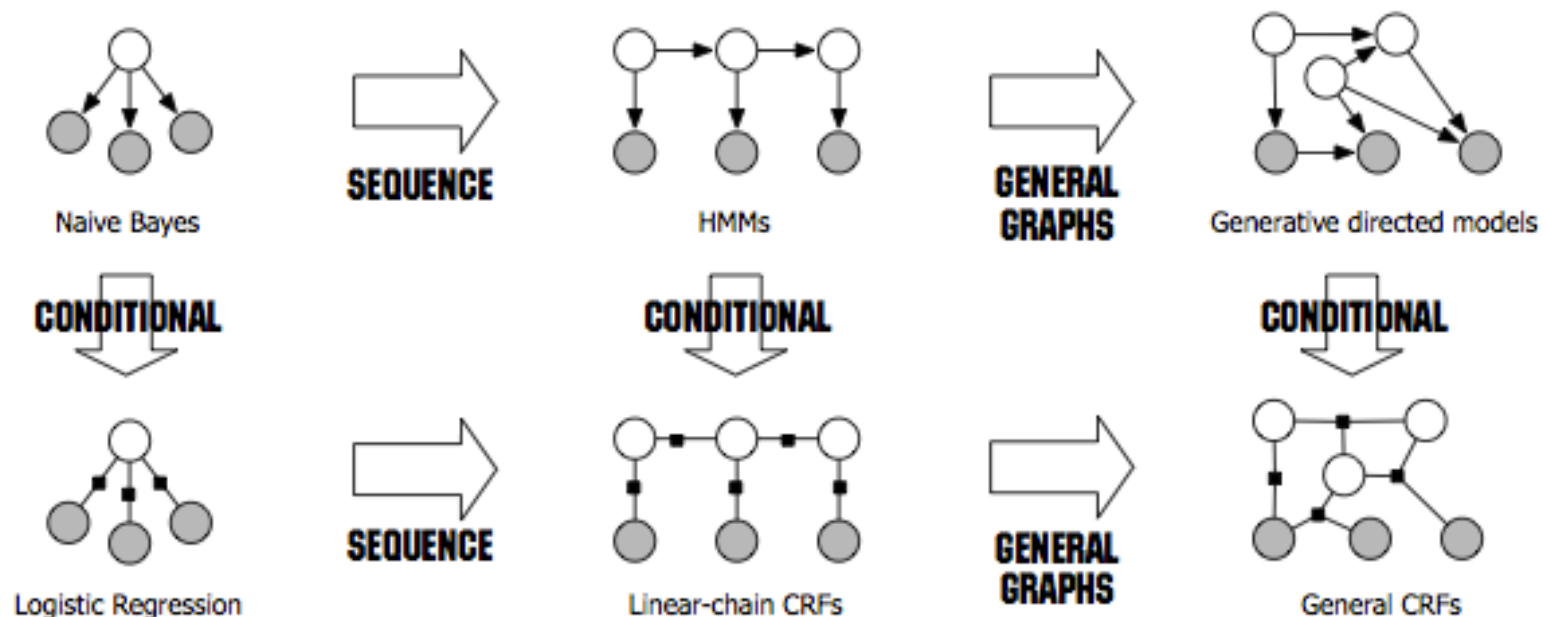 SEQUENCE
GENERAL
GRAPHS
Naive Bayes
HMMs
Generative directed models
CONDITIONAL
CONDITIONAL
CONDITIONAL
SEQUENCE
GENERAL
GRAPHS
Logistic Regression
Linear-chain CRFs
General CRFs